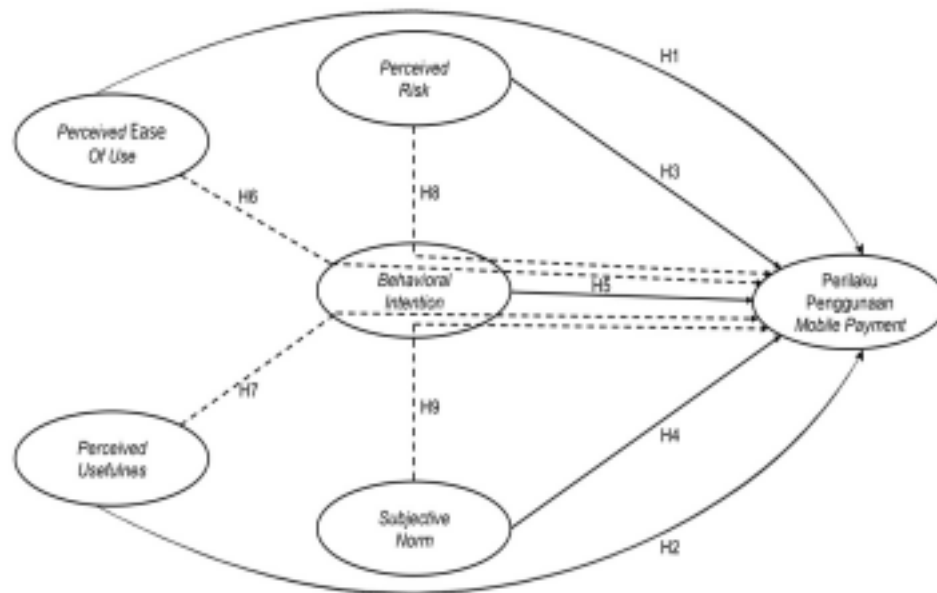 H1
Perceived
Risk
Perceived Ease
Of Use
H3
H6
H8
Behavioral
Intention
H5
Perilaku
Penggunaan
Mobile Payment
H7
H9
H4
Perceived
Usefulnes
Subjective
Norm
H2